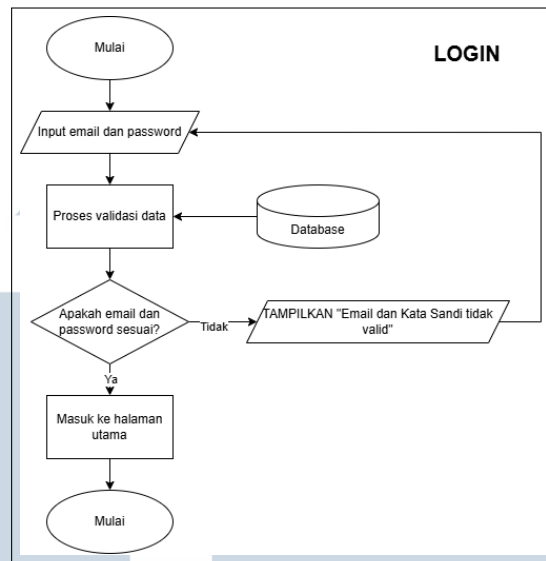 Mulai
LOGIN
Input email dan password
Proses validasi data
Database
Apakah email dan
password sesuai?
Tidak
TAMPILKAN "Email dan Kata Sandi tidak
valid"
Ya
Masuk ke halaman
utama
Mulai